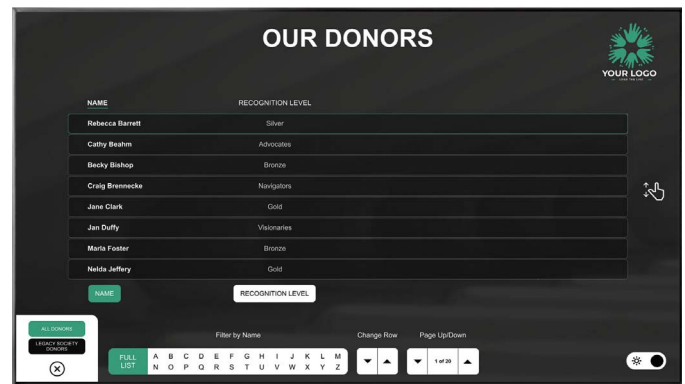 OUR DONORS
YOUR LOGO
NAME RECOGNITION LEVEL
Rebecca Barrett Silver
Cathy Beahm Advocates
Becky Bishop Bronze
Craig Brennecke Navigators
Jane Clark Gold
Jan Duffy Visionaries
Marla Foster Bronze
Nelda Jeffery Gold
NAME RECOGNITION LEVEL
ALL DONORS
LEGACY SOCIETY
DONORS
Filter by Name Change Row Page Up/Down
FULL
LIST
A B C D E F G H I J K L M
N O P Q R S T U V W X Y Z
1 of 20